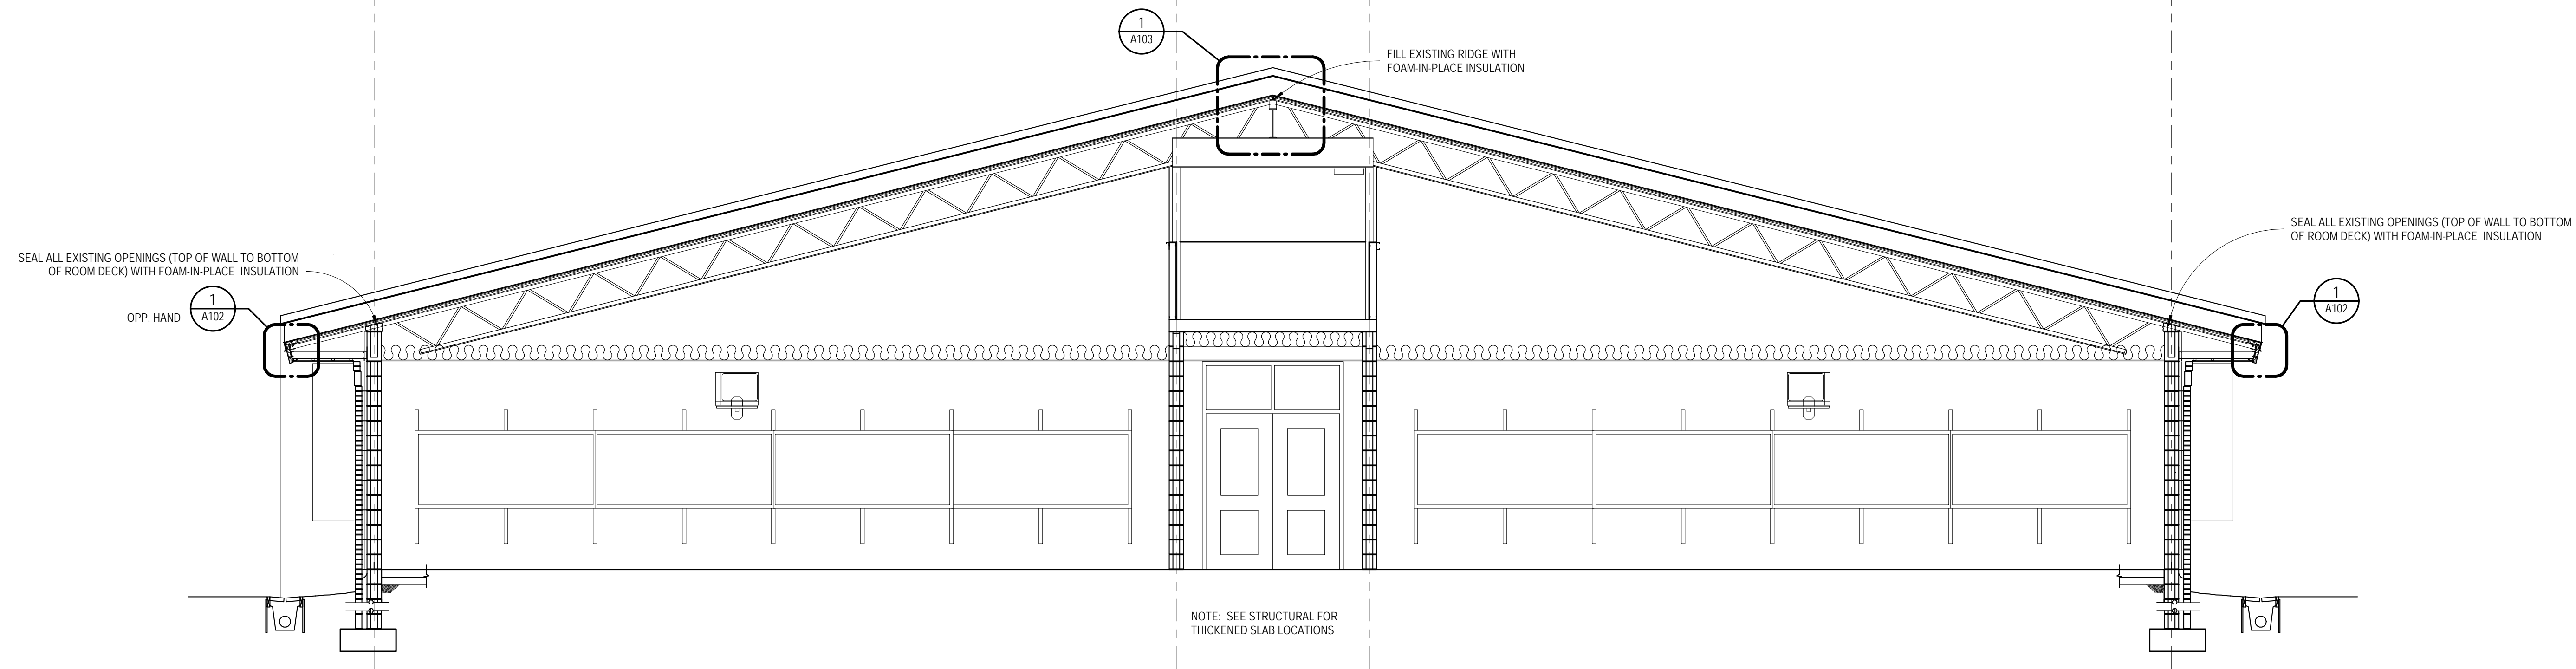 1
A103
FILL EXISTING RIDGE WITH
FOAM-IN-PLACE INSULATION
SEAL ALL EXISTING OPENINGS (TOP OF WALL TO BOTTOM
OF ROOM DECK) WITH FOAM-IN-PLACE INSULATION
SEAL ALL EXISTING OPENINGS (TOP OF WALL TO BOTTOM
OF ROOM DECK) WITH FOAM-IN-PLACE INSULATION
OPP. HAND
1
A102
1
A102
NOTE: SEE STRUCTURAL FOR
THICKENED SLAB LOCATIONS